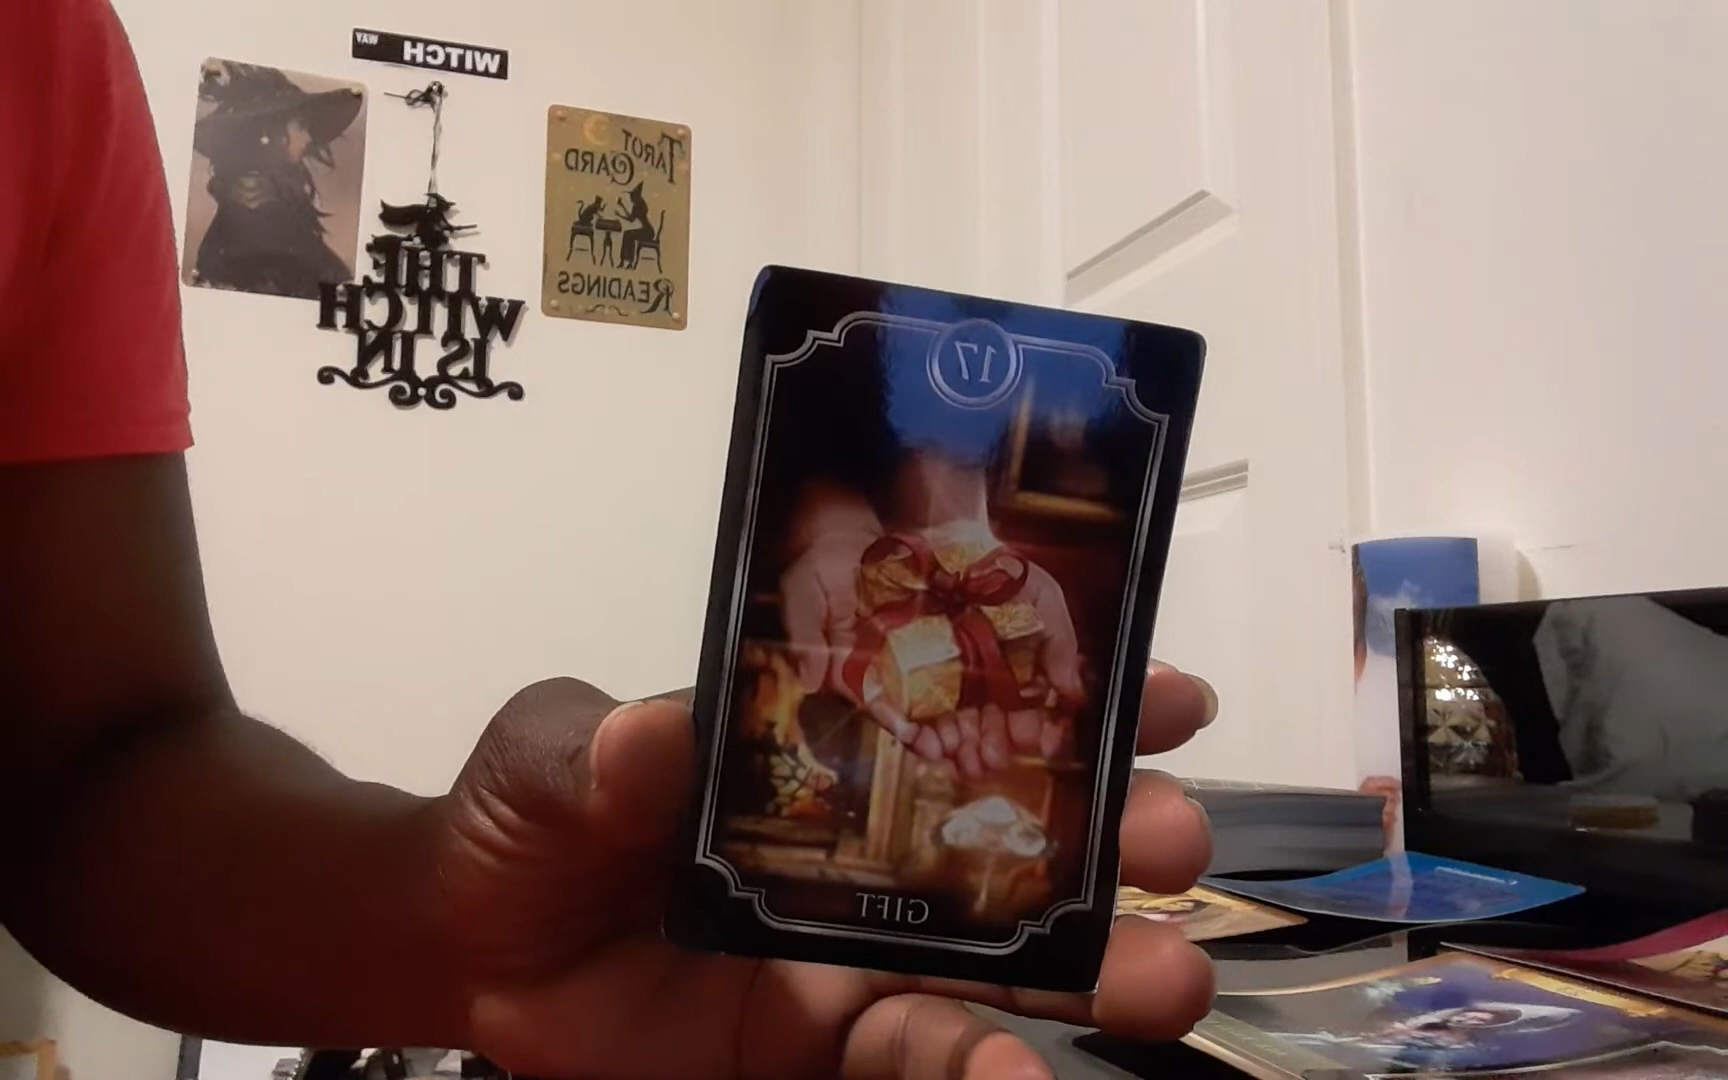 WITCH WAY
THE
WITCH
IS IN
TAROT
CARD
READINGS
17
GIFT